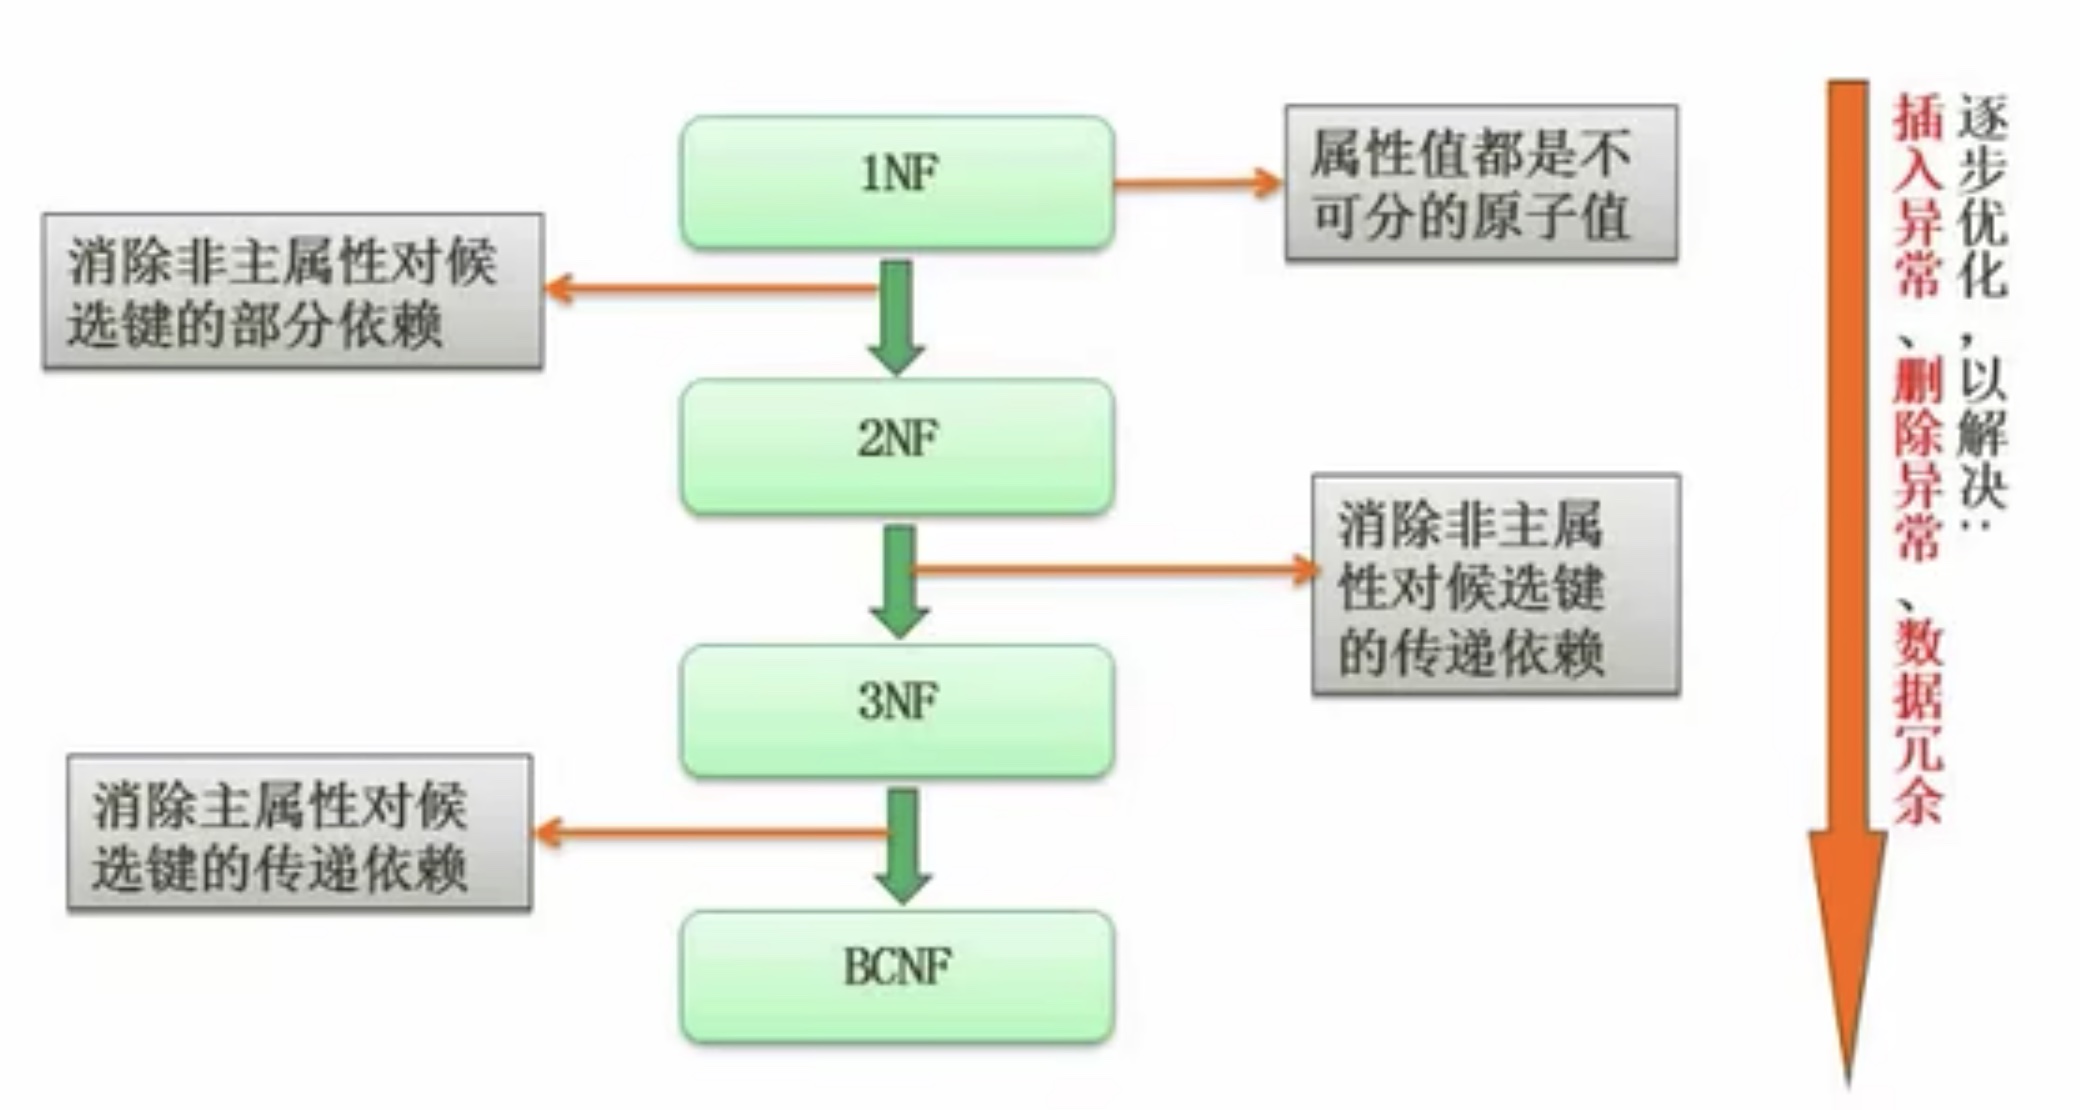 1NF
属性值都是不
可分的原子值
消除非主属性对候
选键的部分依赖
2NF
消除非主属
性对候选键
的传递依赖
3NF
消除主属性对候
选键的传递依赖
BCNF
逐步优化，以解决：
插入异常、删除异常、数据冗余